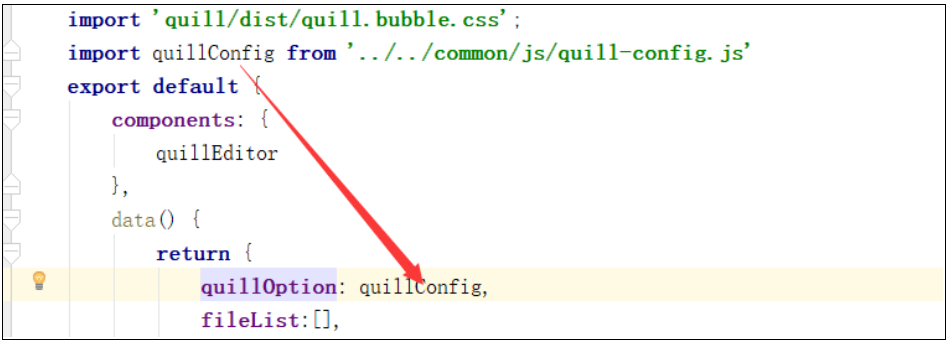 import 'quill/dist/quill.bubble.css';
import quillConfig from '../../common/js/quill-config.js'
export default {
components: {
quillEditor
},
data() {
return {
quillOption: quillConfig,
fileList:[],